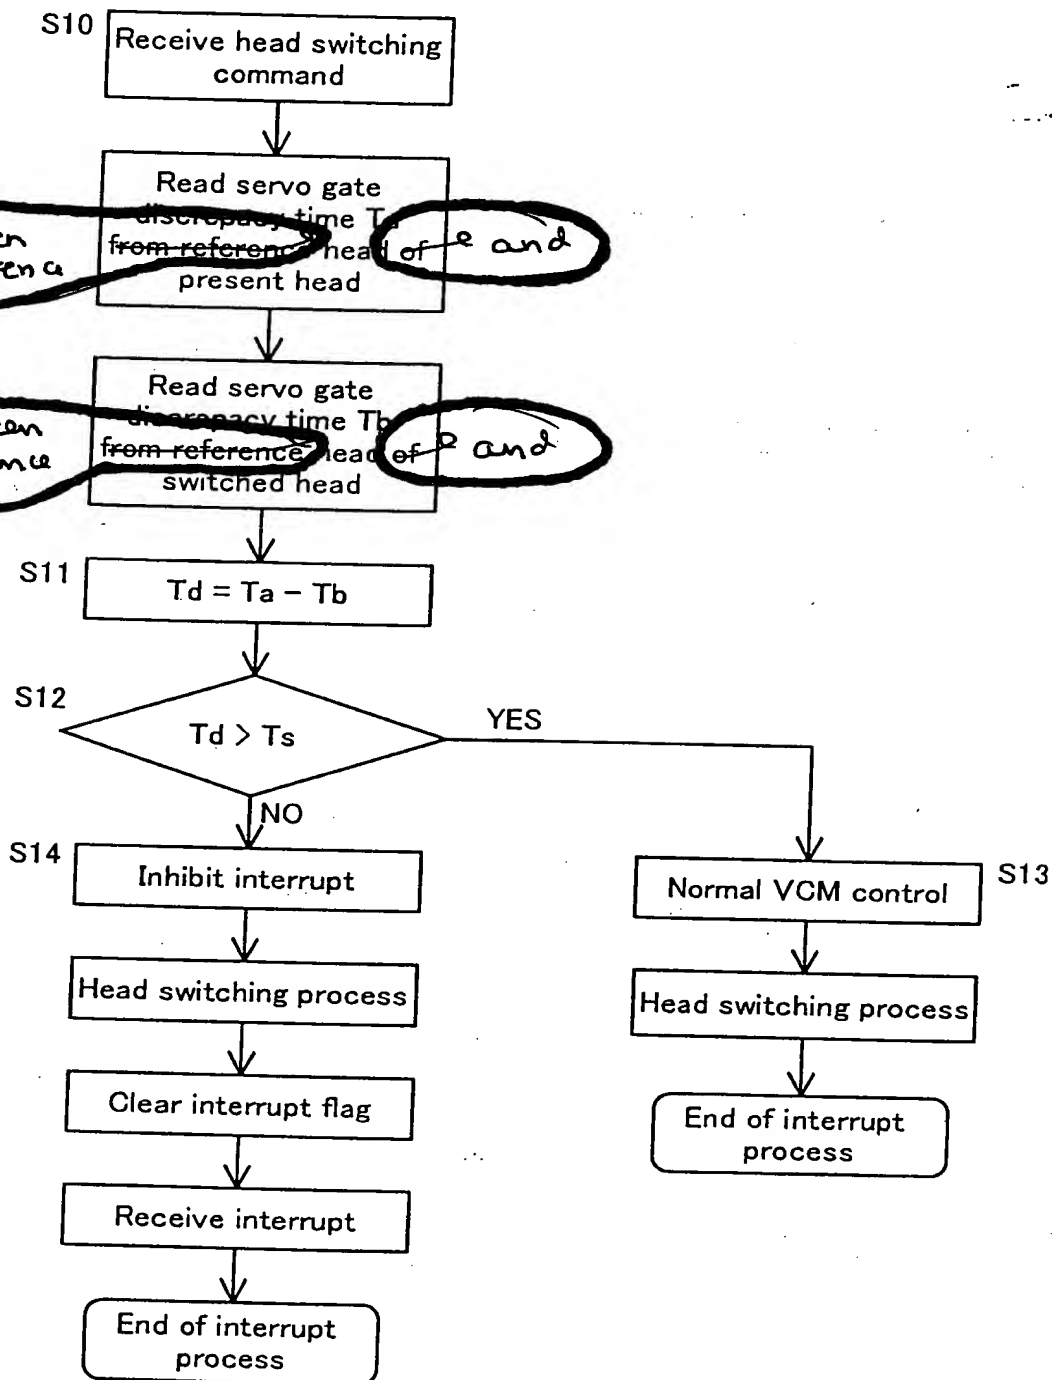 S10
Receive head switching
command
Read servo gate
discrepacy time T
from reference head of e and
present head
Read servo gate
discrepacy time Tb
from reference head of e and
switched head
S11
Td = Ta − Tb
S12
Td > Ts
YES
NO
S14
Inhibit interrupt
Normal VCM control
S13
Head switching process
Head switching process
Clear interrupt flag
End of interrupt
process
Receive interrupt
End of interrupt
process